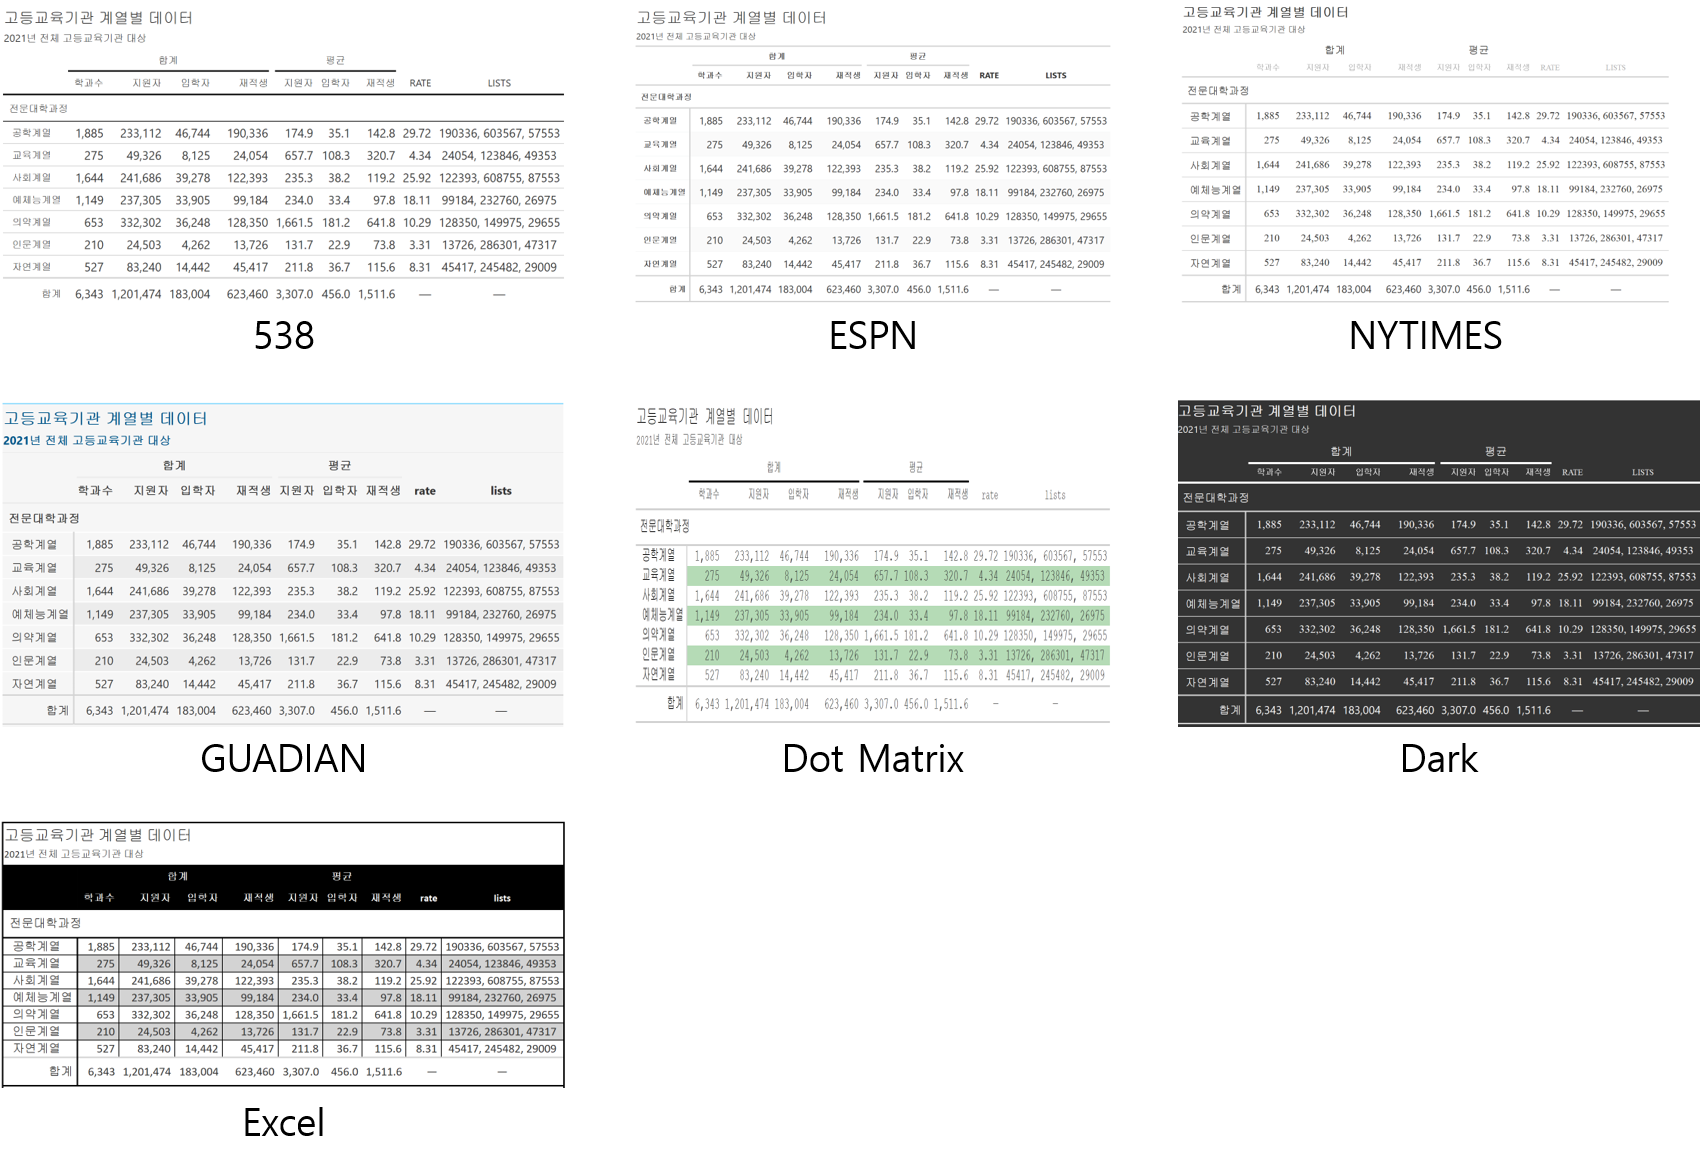 고등교육기관 계열별 데이터
2021년 전체 고등교육기관 대상
합계 평균
학과수 지원자 입학자 재적생 지원자 입학자 재적생 RATE LISTS
전문대학과정
공학계열 1,885 233,112 46,744 190,336 174.9 35.1 142.8 29.72 190336, 603567, 57553
교육계열 275 49,326 8,125 24,054 657.7 108.3 320.7 4.34 24054, 123846, 49353
사회계열 1,644 241,686 39,278 122,393 235.3 38.2 119.2 25.92 122393, 608755, 87553
예체능계열 1,149 237,305 33,905 99,184 234.0 33.4 97.8 18.11 99184, 232760, 26975
의약계열 653 332,302 36,248 128,350 1,661.5 181.2 641.8 10.29 128350, 149975, 29655
인문계열 210 24,503 4,262 13,726 131.7 22.9 73.8 3.31 13726, 286301, 47317
자연계열 527 83,240 14,442 45,417 211.8 36.7 115.6 8.31 45417, 245482, 29009
합계 6,343 1,201,474 183,004 623,460 3,307.0 456.0 1,511.6 — —
538
고등교육기관 계열별 데이터
2021년 전체 고등교육기관 대상
합계 평균
학과수 지원자 입학자 재적생 지원자 입학자 재적생 RATE LISTS
전문대학과정
공학계열 1,885 233,112 46,744 190,336 174.9 35.1 142.8 29.72 190336, 603567, 57553
교육계열 275 49,326 8,125 24,054 657.7 108.3 320.7 4.34 24054, 123846, 49353
사회계열 1,644 241,686 39,278 122,393 235.3 38.2 119.2 25.92 122393, 608755, 87553
예체능계열 1,149 237,305 33,905 99,184 234.0 33.4 97.8 18.11 99184, 232760, 26975
의약계열 653 332,302 36,248 128,350 1,661.5 181.2 641.8 10.29 128350, 149975, 29655
인문계열 210 24,503 4,262 13,726 131.7 22.9 73.8 3.31 13726, 286301, 47317
자연계열 527 83,240 14,442 45,417 211.8 36.7 115.6 8.31 45417, 245482, 29009
합계 6,343 1,201,474 183,004 623,460 3,307.0 456.0 1,511.6 — —
ESPN
고등교육기관 계열별 데이터
2021년 전체 고등교육기관 대상
합계 평균
학과수 지원자 입학자 재적생 지원자 입학자 재적생 RATE LISTS
전문대학과정
공학계열 1,885 233,112 46,744 190,336 174.9 35.1 142.8 29.72 190336, 603567, 57553
교육계열 275 49,326 8,125 24,054 657.7 108.3 320.7 4.34 24054, 123846, 49353
사회계열 1,644 241,686 39,278 122,393 235.3 38.2 119.2 25.92 122393, 608755, 87553
예체능계열 1,149 237,305 33,905 99,184 234.0 33.4 97.8 18.11 99184, 232760, 26975
의약계열 653 332,302 36,248 128,350 1,661.5 181.2 641.8 10.29 128350, 149975, 29655
인문계열 210 24,503 4,262 13,726 131.7 22.9 73.8 3.31 13726, 286301, 47317
자연계열 527 83,240 14,442 45,417 211.8 36.7 115.6 8.31 45417, 245482, 29009
합계 6,343 1,201,474 183,004 623,460 3,307.0 456.0 1,511.6 — —
NYTIMES
고등교육기관 계열별 데이터
2021년 전체 고등교육기관 대상
합계 평균
학과수 지원자 입학자 재적생 지원자 입학자 재적생 rate lists
전문대학과정
공학계열 1,885 233,112 46,744 190,336 174.9 35.1 142.8 29.72 190336, 603567, 57553
교육계열 275 49,326 8,125 24,054 657.7 108.3 320.7 4.34 24054, 123846, 49353
사회계열 1,644 241,686 39,278 122,393 235.3 38.2 119.2 25.92 122393, 608755, 87553
예체능계열 1,149 237,305 33,905 99,184 234.0 33.4 97.8 18.11 99184, 232760, 26975
의약계열 653 332,302 36,248 128,350 1,661.5 181.2 641.8 10.29 128350, 149975, 29655
인문계열 210 24,503 4,262 13,726 131.7 22.9 73.8 3.31 13726, 286301, 47317
자연계열 527 83,240 14,442 45,417 211.8 36.7 115.6 8.31 45417, 245482, 29009
합계 6,343 1,201,474 183,004 623,460 3,307.0 456.0 1,511.6 — —
GUADIAN
고등교육기관 계열별 데이터
2021년 전체 고등교육기관 대상
합계 평균
학과수 지원자 입학자 재적생 지원자 입학자 재적생 rate lists
전문대학과정
공학계열 1,885 233,112 46,744 190,336 174.9 35.1 142.8 29.72 190336, 603567, 57553
교육계열 275 49,326 8,125 24,054 657.7 108.3 320.7 4.34 24054, 123846, 49353
사회계열 1,644 241,686 39,278 122,393 235.3 38.2 119.2 25.92 122393, 608755, 87553
예체능계열 1,149 237,305 33,905 99,184 234.0 33.4 97.8 18.11 99184, 232760, 26975
의약계열 653 332,302 36,248 128,350 1,661.5 181.2 641.8 10.29 128350, 149975, 29655
인문계열 210 24,503 4,262 13,726 131.7 22.9 73.8 3.31 13726, 286301, 47317
자연계열 527 83,240 14,442 45,417 211.8 36.7 115.6 8.31 45417, 245482, 29009
합계 6,343 1,201,474 183,004 623,460 3,307.0 456.0 1,511.6 — —
Dot Matrix
고등교육기관 계열별 데이터
2021년 전체 고등교육기관 대상
합계 평균
학과수 지원자 입학자 재적생 지원자 입학자 재적생 RATE LISTS
전문대학과정
공학계열 1,885 233,112 46,744 190,336 174.9 35.1 142.8 29.72 190336, 603567, 57553
교육계열 275 49,326 8,125 24,054 657.7 108.3 320.7 4.34 24054, 123846, 49353
사회계열 1,644 241,686 39,278 122,393 235.3 38.2 119.2 25.92 122393, 608755, 87553
예체능계열 1,149 237,305 33,905 99,184 234.0 33.4 97.8 18.11 99184, 232760, 26975
의약계열 653 332,302 36,248 128,350 1,661.5 181.2 641.8 10.29 128350, 149975, 29655
인문계열 210 24,503 4,262 13,726 131.7 22.9 73.8 3.31 13726, 286301, 47317
자연계열 527 83,240 14,442 45,417 211.8 36.7 115.6 8.31 45417, 245482, 29009
합계 6,343 1,201,474 183,004 623,460 3,307.0 456.0 1,511.6 — —
Dark
고등교육기관 계열별 데이터
2021년 전체 고등교육기관 대상
합계 평균
학과수 지원자 입학자 재적생 지원자 입학자 재적생 rate lists
전문대학과정
공학계열 1,885 233,112 46,744 190,336 174.9 35.1 142.8 29.72 190336, 603567, 57553
교육계열 275 49,326 8,125 24,054 657.7 108.3 320.7 4.34 24054, 123846, 49353
사회계열 1,644 241,686 39,278 122,393 235.3 38.2 119.2 25.92 122393, 608755, 87553
예체능계열 1,149 237,305 33,905 99,184 234.0 33.4 97.8 18.11 99184, 232760, 26975
의약계열 653 332,302 36,248 128,350 1,661.5 181.2 641.8 10.29 128350, 149975, 29655
인문계열 210 24,503 4,262 13,726 131.7 22.9 73.8 3.31 13726, 286301, 47317
자연계열 527 83,240 14,442 45,417 211.8 36.7 115.6 8.31 45417, 245482, 29009
합계 6,343 1,201,474 183,004 623,460 3,307.0 456.0 1,511.6 — —
Excel